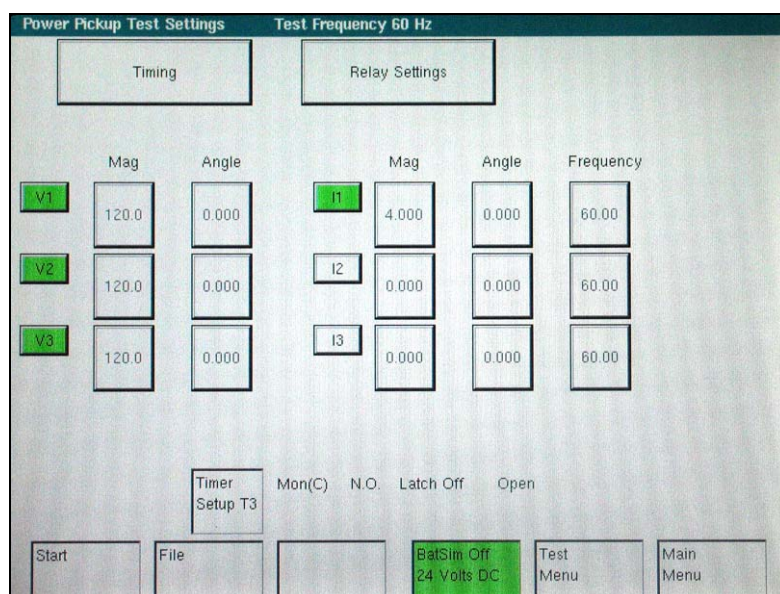 Power Pickup Test Settings Test Frequency 60 Hz
Timing Relay Settings
Mag Angle Mag Angle Frequency
V1 120.0 0.000 I1 4.000 0.000 60.00
V2 120.0 0.000 I2 0.000 0.000 60.00
V3 120.0 0.000 I3 0.000 0.000 60.00
Timer Mon(C) N.O. Latch Off Open
Setup T3
Start File BatSim Off Test Main
24 Volts DC Menu Menu